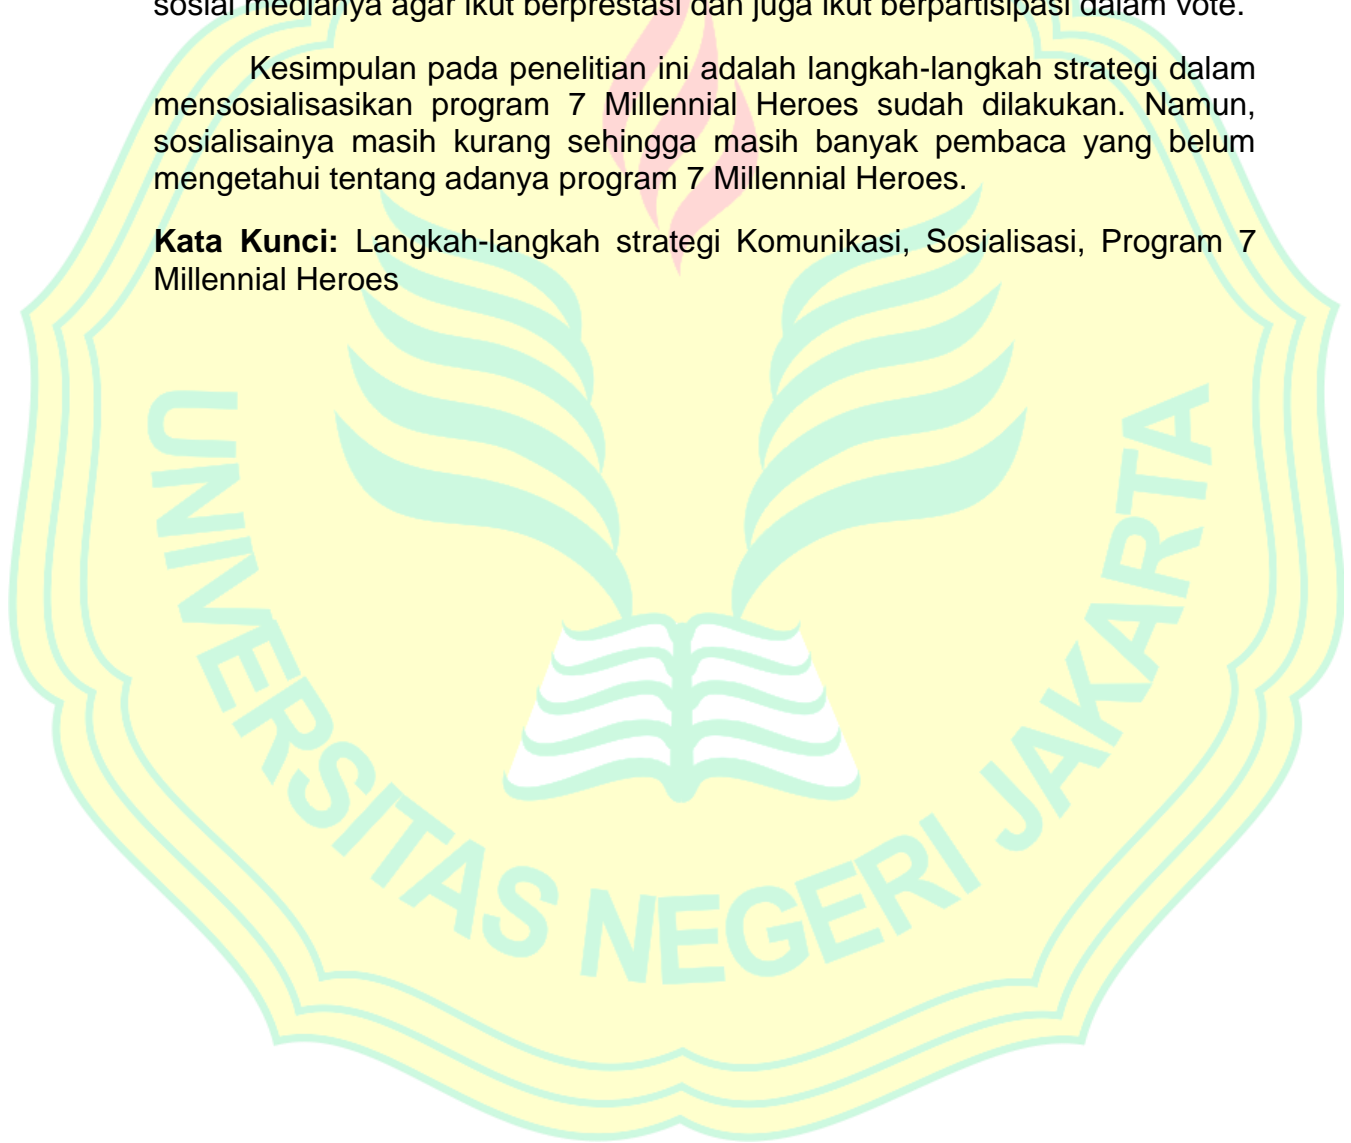 sosial medianya agar ikut berprestasi dan juga ikut berpartisipasi dalam vote.
Kesimpulan pada penelitian ini adalah langkah-langkah strategi dalam
mensosialisasikan program 7 Millennial Heroes sudah dilakukan. Namun,
sosialisainya masih kurang sehingga masih banyak pembaca yang belum
mengetahui tentang adanya program 7 Millennial Heroes.
Kata Kunci: Langkah-langkah strategi Komunikasi, Sosialisasi, Program 7
Millennial Heroes
UNIVERSITAS NEGERI JAKARTA